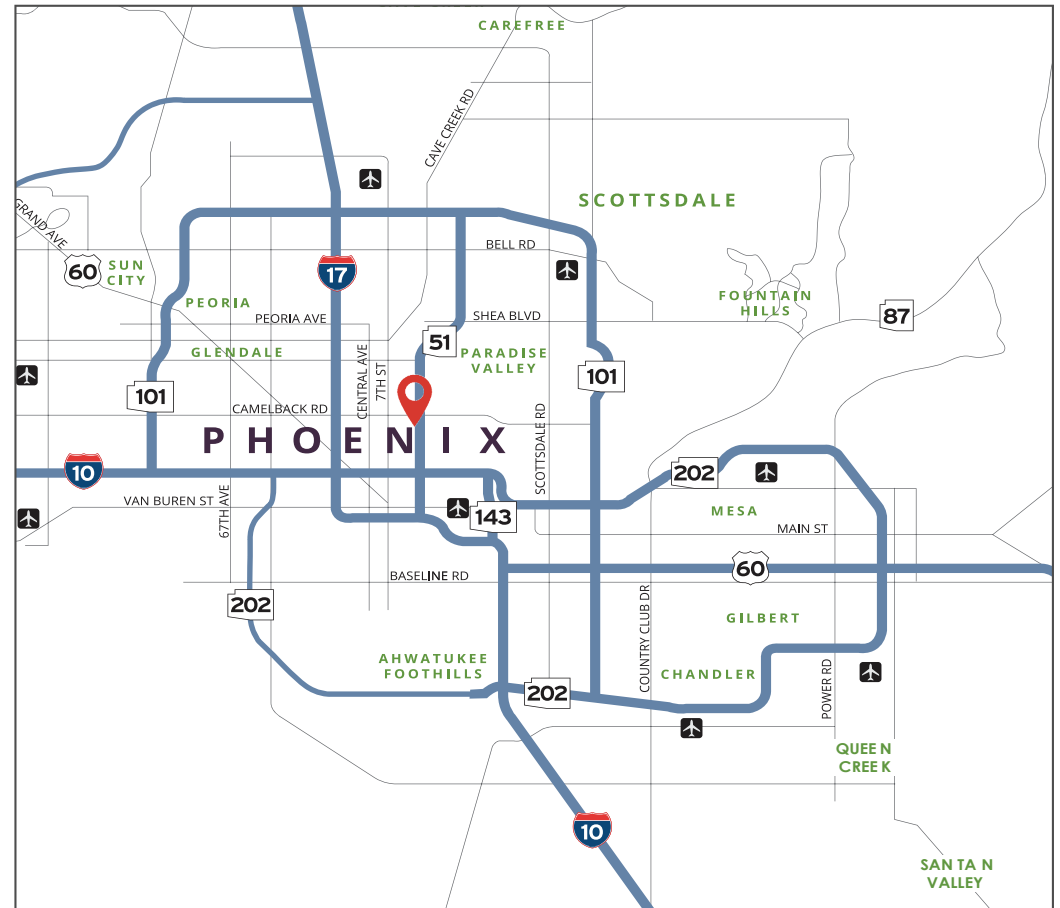 CAREFREE
CAVE CREEK RD
SCOTTSDALE
GRAND AVE
BELL RD
60
SUN
CITY
17
PEORIA
FOUNTAIN
HILLS
PEORIA AVE
SHEA BLVD
87
51
GLENDALE
PARADISE
VALLEY
101
101
CENTRAL AVE
7TH ST
CAMELBACK RD
SCOTTSDALE RD
PHOENIX
10
202
VAN BUREN ST
67TH AVE
143
MESA
MAIN ST
BASELINE RD
60
202
COUNTRY CLUB DR
GILBERT
AHWATUKEE
FOOTHILLS
CHANDLER
202
POWER RD
QUEEN
CREEK
10
SAN TAN
VALLEY